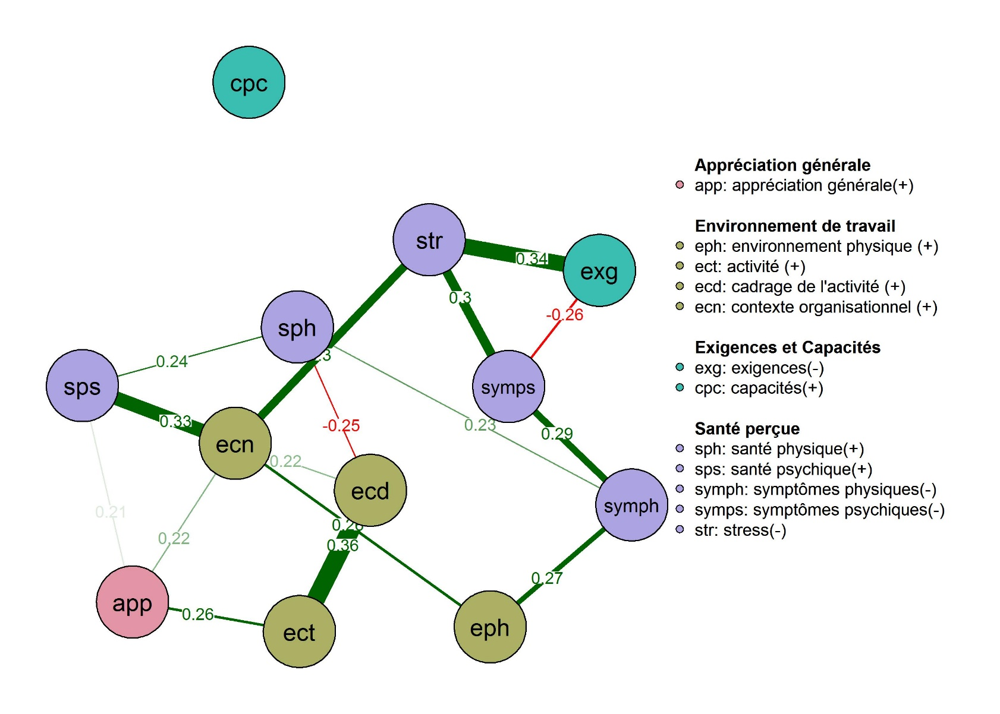 cpc
str
0.34
exg
0.3
-0.26
sph
.3
0.24
sps
symps
0.33
-0.25
0.23
0.29
ecn
0.22
ecd
symph
0.21
0.26
0.22
0.36
0.27
app
0.26
ect
eph
Appréciation générale
app: appréciation générale(+)
Environnement de travail
eph: environnement physique (+)
ect: activité (+)
ecd: cadrage de l'activité (+)
ecn: contexte organisationnel (+)
Exigences et Capacités
exg: exigences(-)
cpc: capacités(+)
Santé perçue
sph: santé physique(+)
sps: santé psychique(+)
symph: symptômes physiques(-)
symps: symptômes psychiques(-)
str: stress(-)